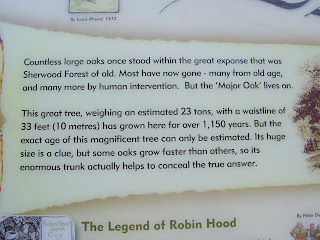 By Louis Rhead, 1912
Countless large oaks once stood within the great expanse that was
Sherwood Forest of old. Most have now gone - many from old age,
and many more by human intervention. But the 'Major Oak' lives on.
This great tree, weighing an estimated 23 tons, with a waistline of
33 feet (10 metres) has grown here for over 1,150 years. But the
exact age of this magnificent tree can only be estimated. Its huge
size is a clue, but some oaks grow faster than others, so its
enormous trunk actually helps to conceal the true answer.
By Peter
The Legend of Robin Hood